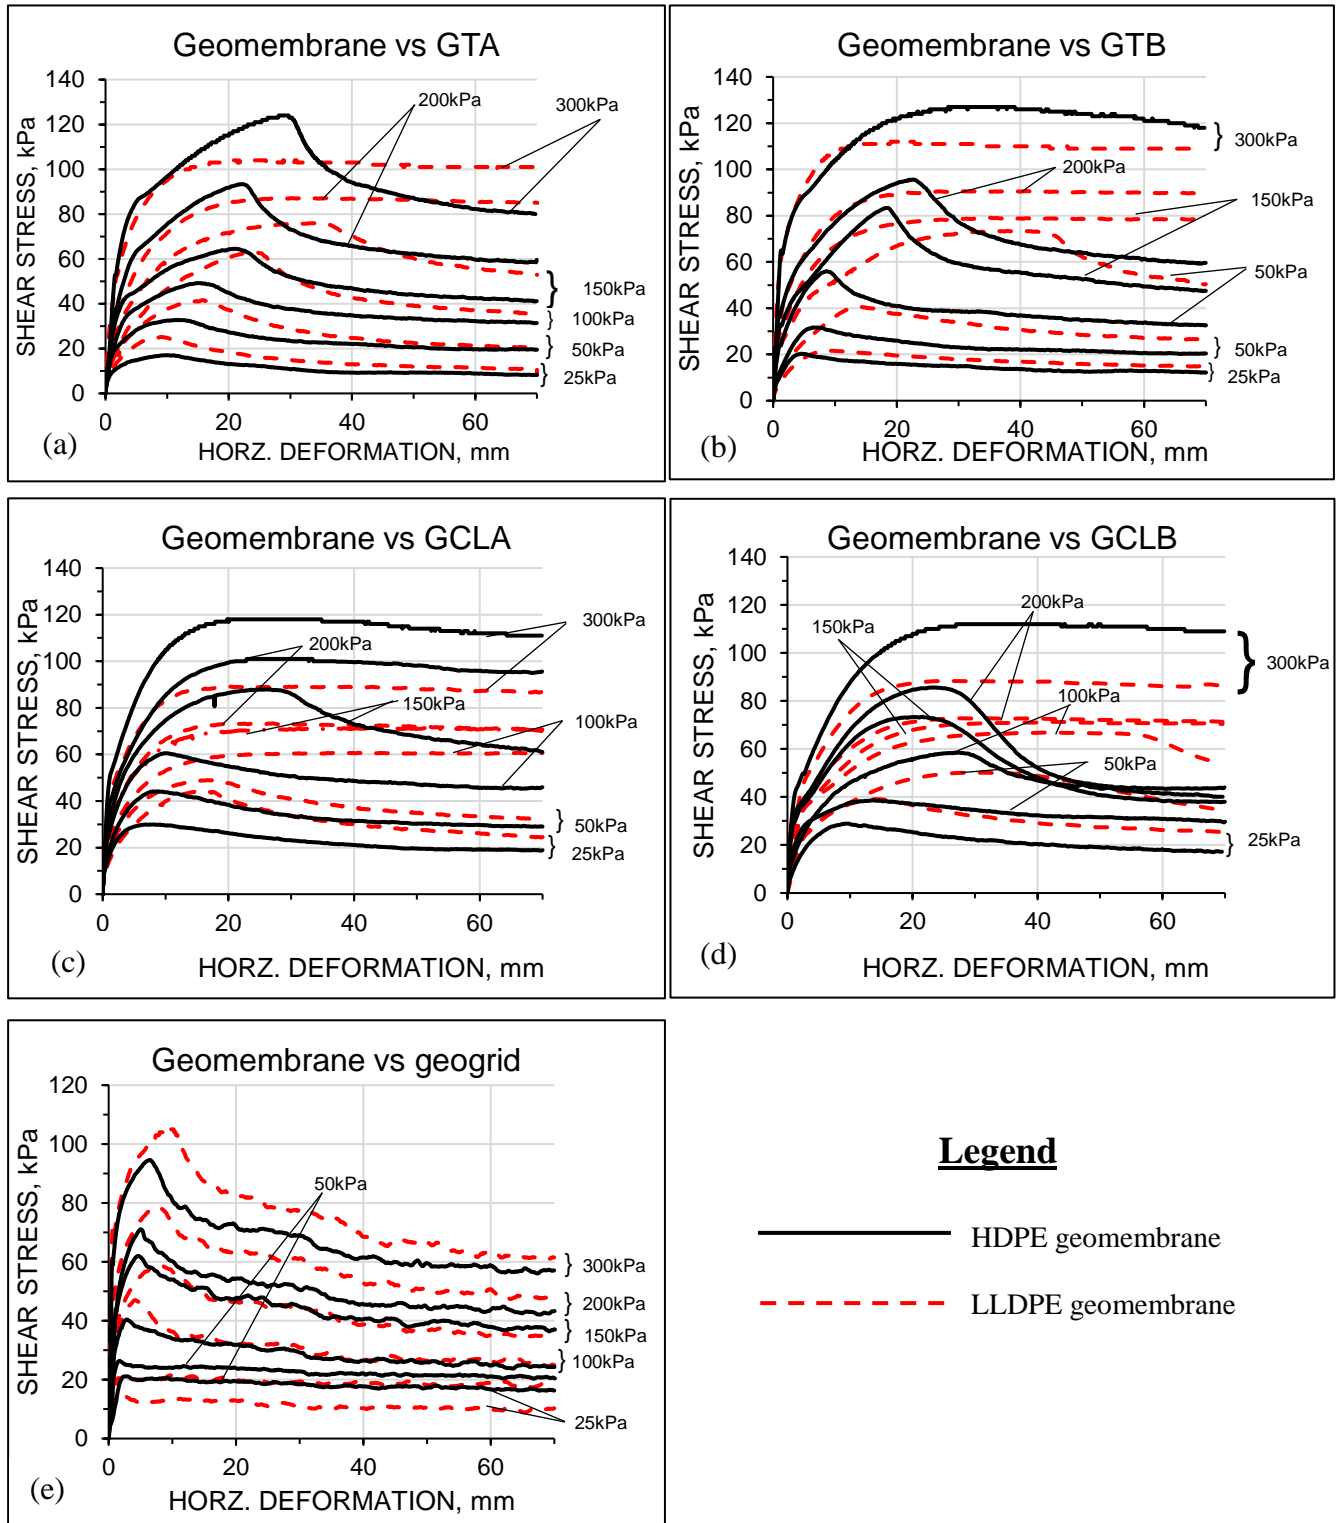 Geomembrane vs GTA
SHEAR STRESS, kPa
140
120
100
80
60
40
20
0
0 20 40 60
200kPa
300kPa
150kPa
100kPa
50kPa
25kPa
(a)
HORZ. DEFORMATION, mm
Geomembrane vs GTB
SHEAR STRESS, kPa
140
120
100
80
60
40
20
0
0 20 40 60
300kPa
200kPa
150kPa
50kPa
50kPa
25kPa
(b)
HORZ. DEFORMATION, mm
Geomembrane vs GCLA
SHEAR STRESS, kPa
140
120
100
80
60
40
20
0
0 20 40 60
300kPa
200kPa
150kPa
100kPa
50kPa
25kPa
(c)
HORZ. DEFORMATION, mm
Geomembrane vs GCLB
SHEAR STRESS, kPa
140
120
100
80
60
40
20
0
0 20 40 60
200kPa
150kPa
300kPa
100kPa
50kPa
25kPa
(d)
HORZ. DEFORMATION, mm
Geomembrane vs geogrid
SHEAR STRESS, kPa
120
100
80
60
40
20
0
0 20 40 60
50kPa
300kPa
200kPa
150kPa
100kPa
25kPa
(e)
HORZ. DEFORMATION, mm
Legend
HDPE geomembrane
LLDPE geomembrane